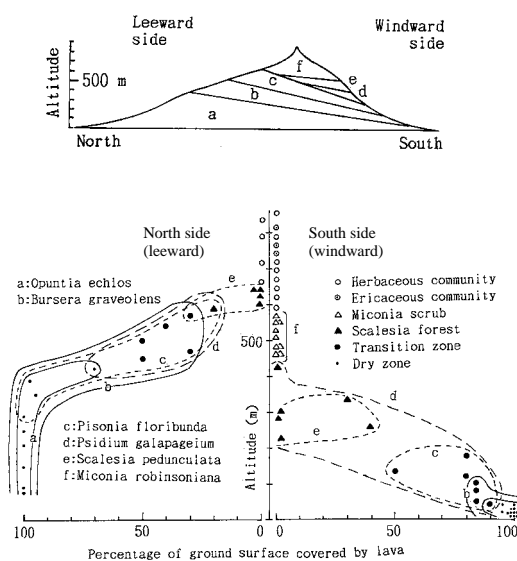 Leeward side
Windward side
Altitude
500 m
f
e
c
d
b
a
North
South
North side (leeward)
South side (windward)
a:Opuntia echlos
b:Bursera graveolens
e
Herbaceous community
Ericaceous community
Miconia scrub
Scalesia forest
Transition zone
Dry zone
f
500
d
c
b
a
c:Pisonia floribunda
d:Psidium galapageium
e:Scalesia pedunculata
f:Miconia robinsoniana
Altitude (m)
d
e
c
b
100
50
0
0
50
100
Percentage of ground surface covered by lava